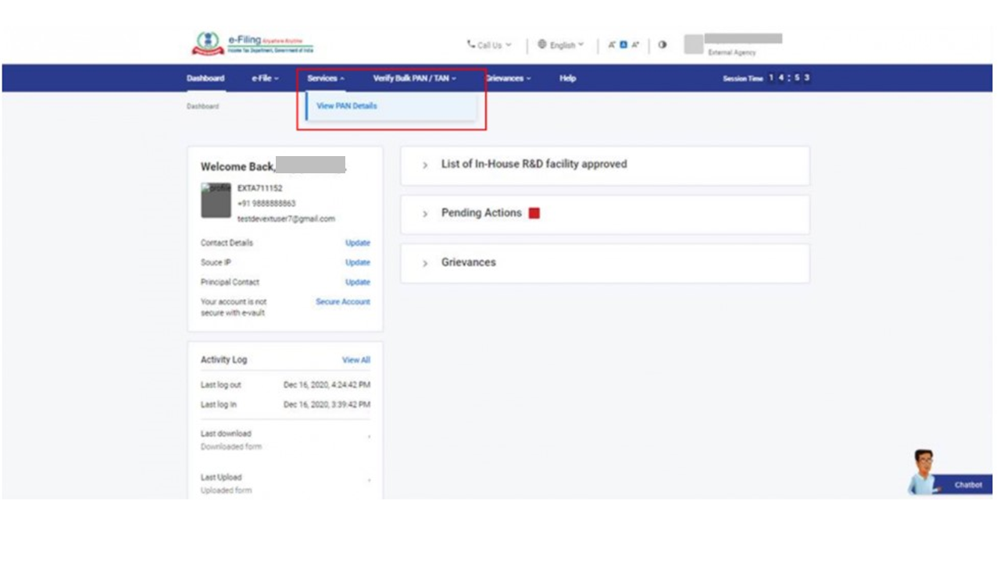 e-Filing Anywhere Anytime
Income Tax Department, Government of India
Call Us
English
A- A A+
External Agency
Dashboard e-File Services Verify Bulk PAN / TAN Grievances Help Session Time 1 4 : 5 3
Dashboard
View PAN Details
Welcome Back,
profile
EXTA711152
+91 9888888863
testdevextuser7@gmail.com
Contact Details Update
Souce IP Update
Principal Contact Update
Your account is not Secure Account
secure with e-vault
List of In-House R&D facility approved
Pending Actions
Grievances
Activity Log View All
Last log out Dec 16, 2020, 4:24:42 PM
Last log In Dec 16, 2020, 3:39:42 PM
Last download ,
Downloaded form
Last Upload ,
Uploaded form
Chatbot